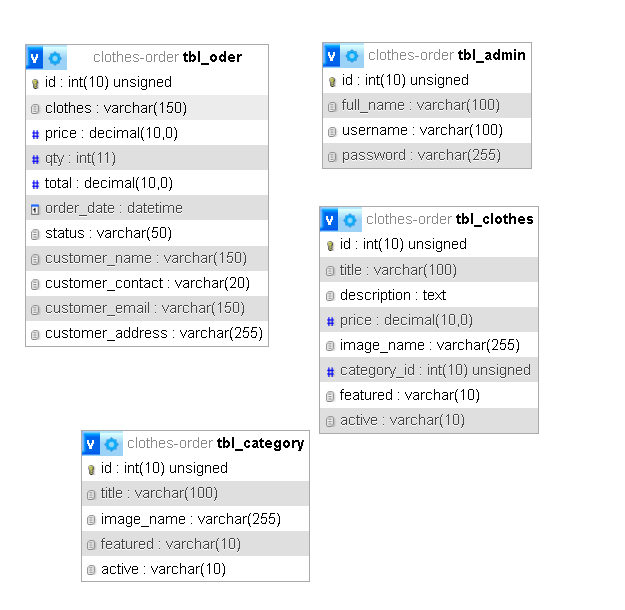 clothes-order tbl_oder
id : int(10) unsigned
clothes : varchar(150)
price : decimal(10,0)
qty : int(11)
total : decimal(10,0)
order_date : datetime
status : varchar(50)
customer_name : varchar(150)
customer_contact : varchar(20)
customer_email : varchar(150)
customer_address : varchar(255)
clothes-order tbl_admin
id : int(10) unsigned
full_name : varchar(100)
username : varchar(100)
password : varchar(255)
clothes-order tbl_clothes
id : int(10) unsigned
title : varchar(100)
description : text
price : decimal(10,0)
image_name : varchar(255)
category_id : int(10) unsigned
featured : varchar(10)
active : varchar(10)
clothes-order tbl_category
id : int(10) unsigned
title : varchar(100)
image_name : varchar(255)
featured : varchar(10)
active : varchar(10)